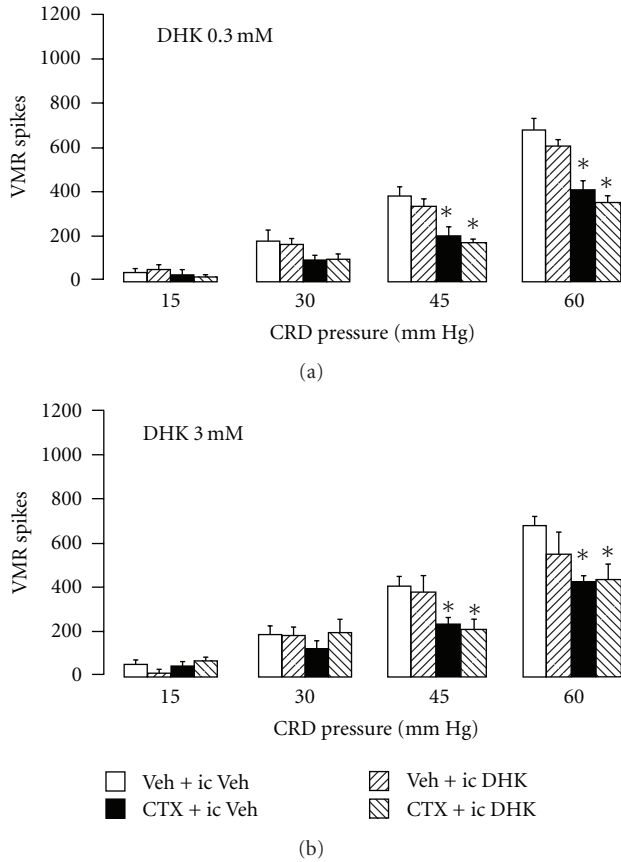 1200
DHK 0.3 mM
1000
800
600
400
200
0
VMR spikes
* *
* *
15 30 45 60
CRD pressure (mm Hg)
(a)
1200
DHK 3 mM
1000
800
600
400
200
0
VMR spikes
* *
* *
15 30 45 60
CRD pressure (mm Hg)
Veh + ic Veh Veh + ic DHK
CTX + ic Veh CTX + ic DHK
(b)